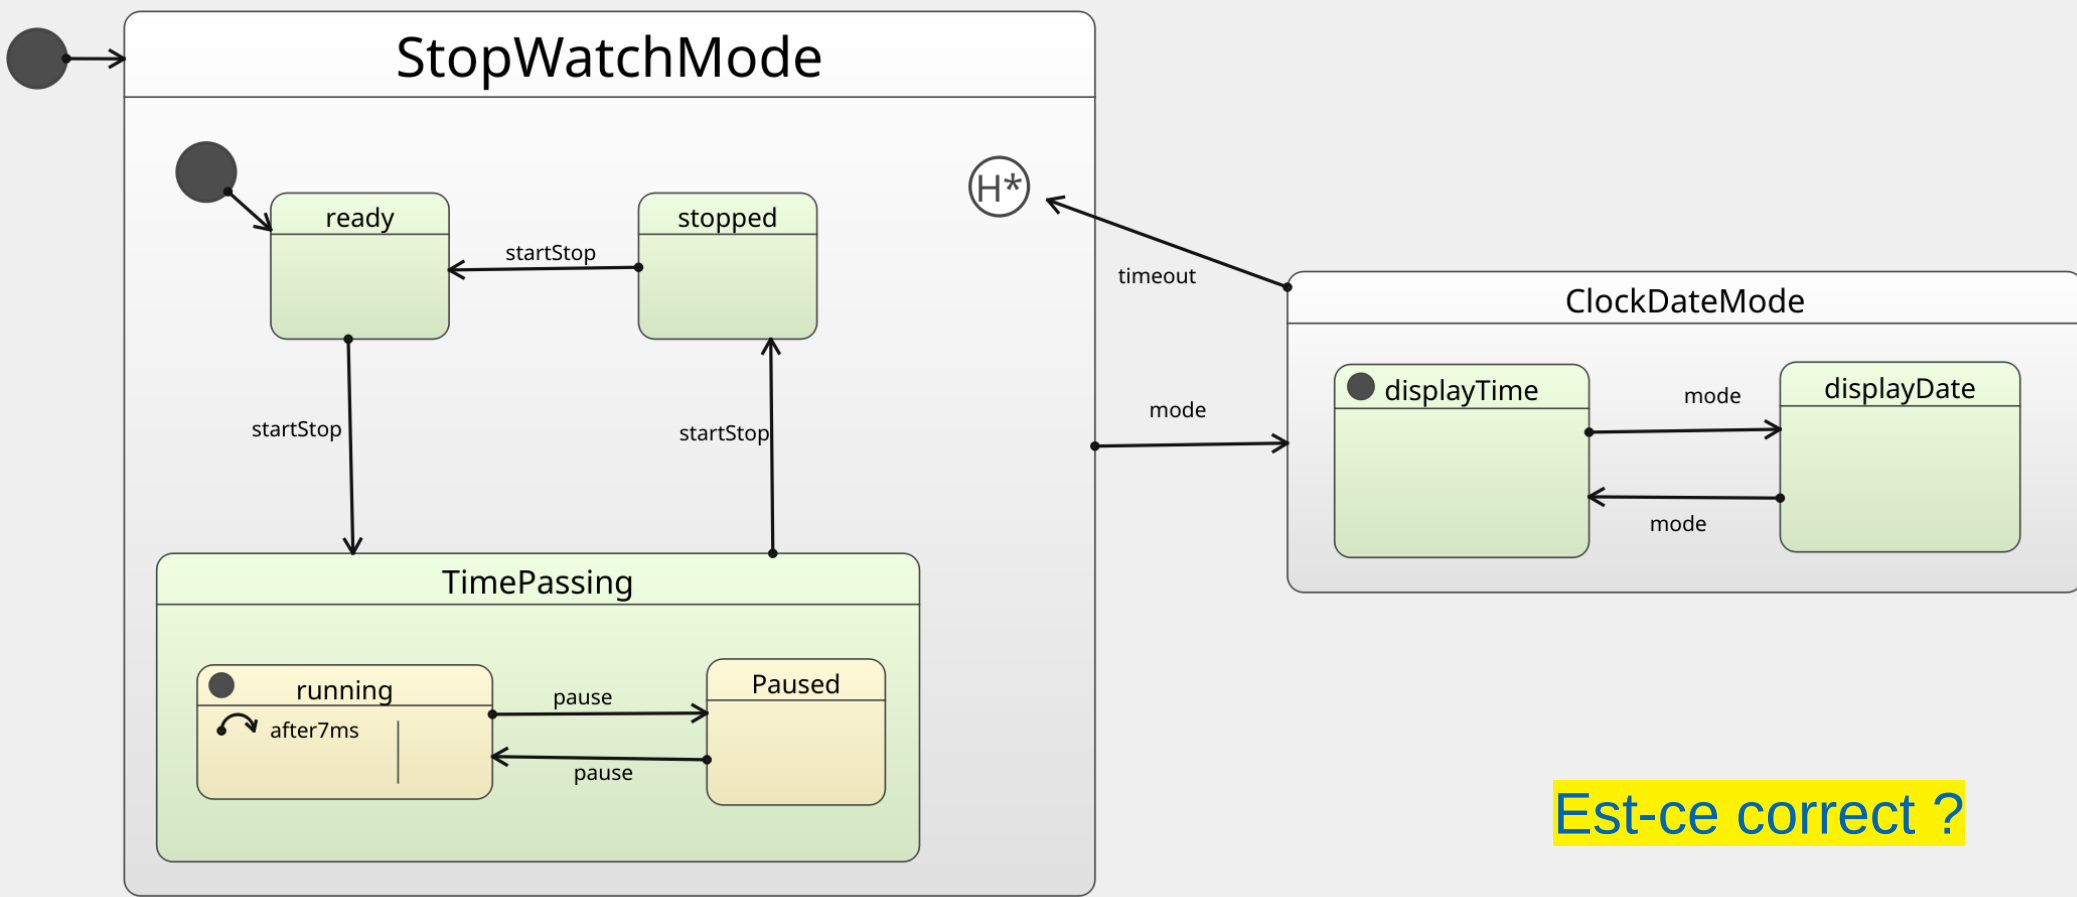 StopWatchMode
H*
ready
stopped
startStop
timeout
ClockDateMode
displayTime
mode
displayDate
mode
startStop
startStop
mode
TimePassing
running
after7ms
pause
Paused
pause
Est-ce correct ?